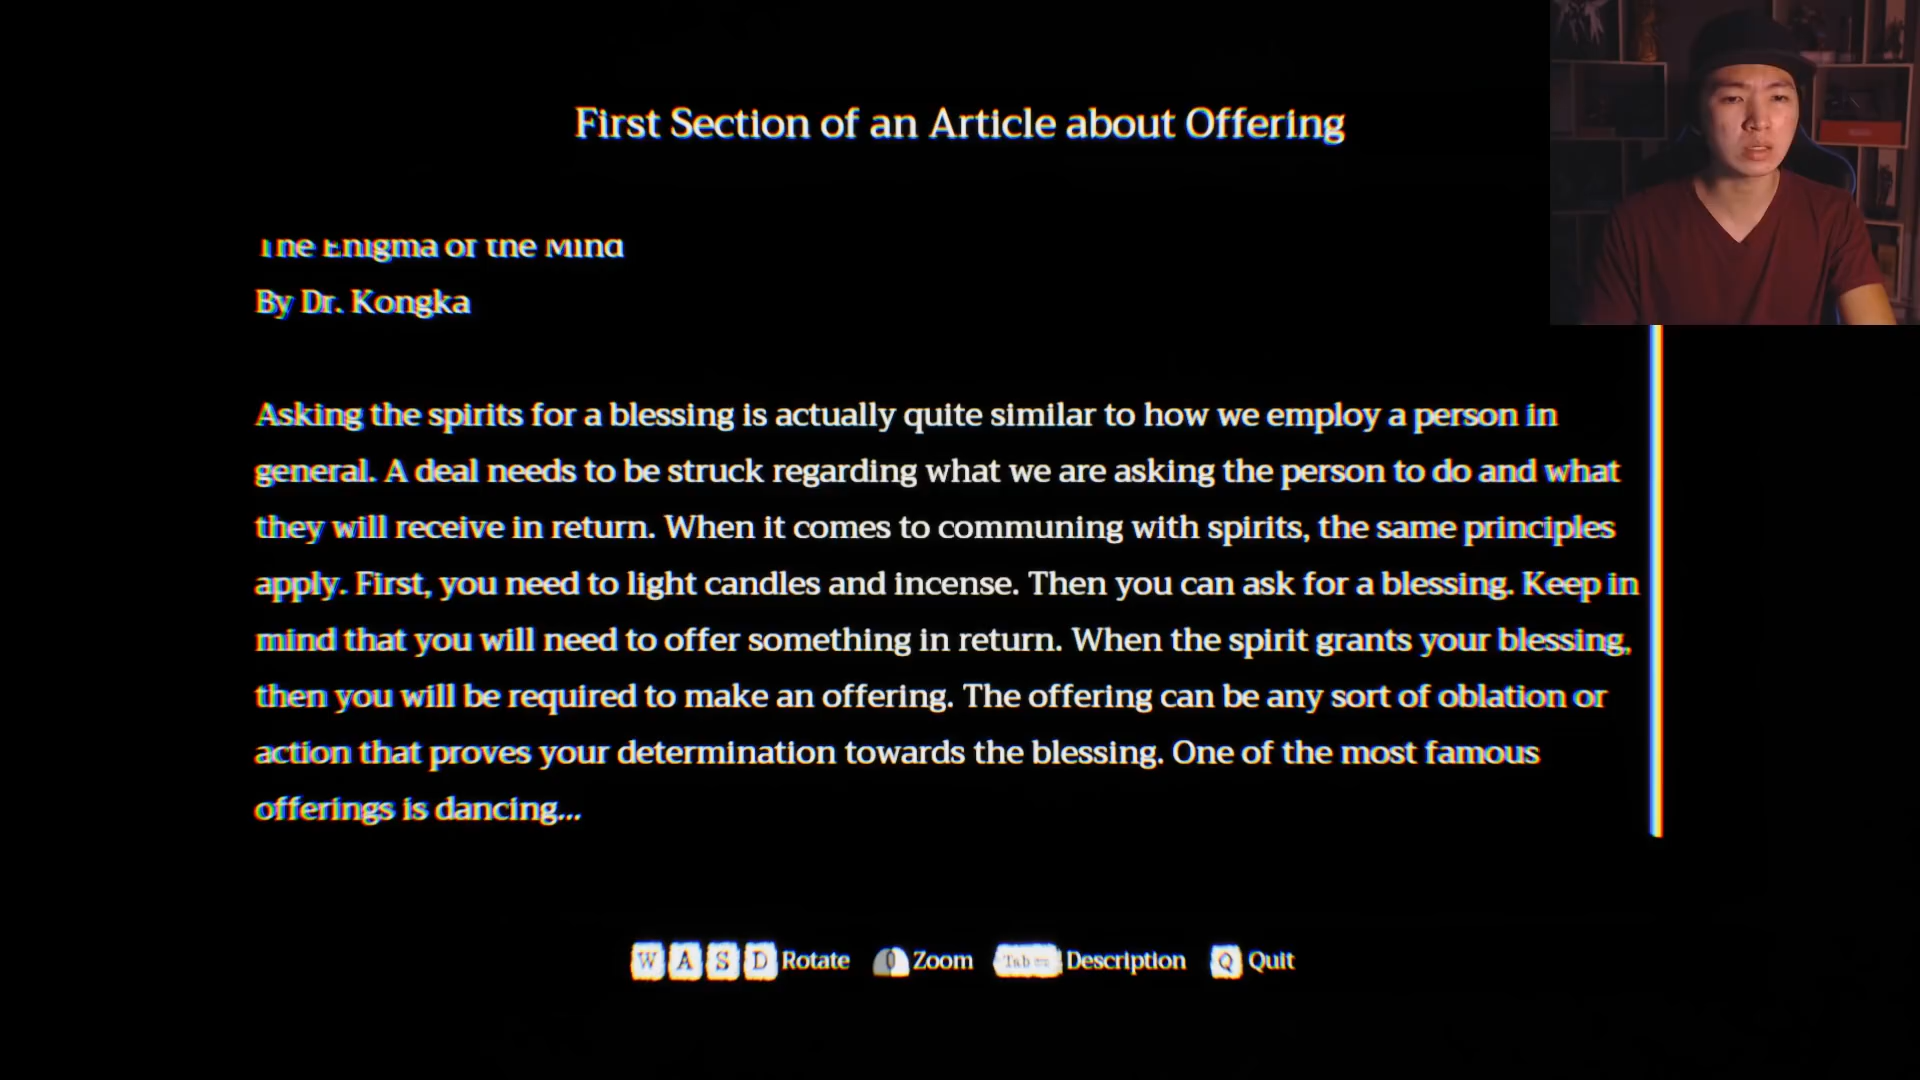 First Section of an Article about Offering
The Enigma of the Mind
By Dr. Kongka
Asking the spirits for a blessing is actually quite similar to how we employ a person in
general. A deal needs to be struck regarding what we are asking the person to do and what
they will receive in return. When it comes to communing with spirits, the same principles
apply. First, you need to light candles and incense. Then you can ask for a blessing. Keep in
mind that you will need to offer something in return. When the spirit grants your blessing,
then you will be required to make an offering. The offering can be any sort of oblation or
action that proves your determination towards the blessing. One of the most famous
offerings is dancing...
W A S D Rotate Zoom Tab Description Q Quit